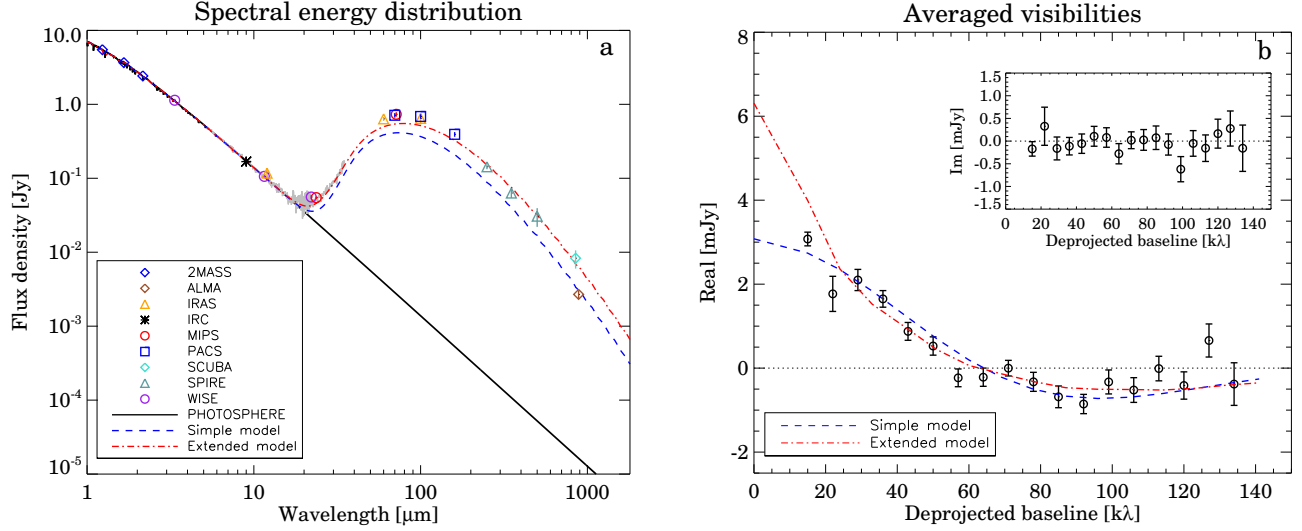 Spectral energy distribution
a
10.0
1.0
10⁻¹
10⁻²
10⁻³
10⁻⁴
10⁻⁵
Flux density [Jy]
2MASS
ALMA
IRAS
IRC
MIPS
PACS
SCUBA
SPIRE
WISE
PHOTOSPHERE
Simple model
Extended model
1 10 100 1000
Wavelength [μm]
Averaged visibilities
b
8
6
4
2
0
-2
Real [mJy]
1.5
1.0
0.5
0.0
-0.5
-1.0
-1.5
Im [mJy]
0 20 40 60 80 100 120 140
Deprojected baseline [kλ]
Simple model
Extended model
0 20 40 60 80 100 120 140
Deprojected baseline [kλ]